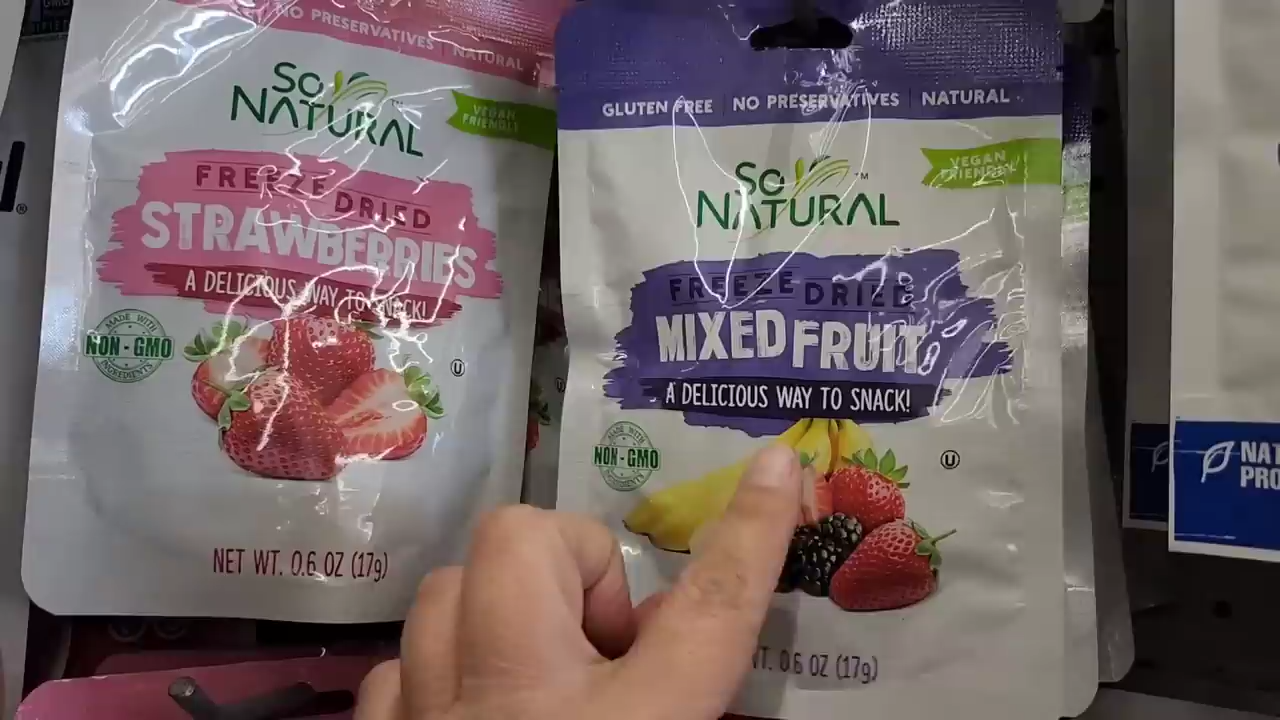 NO PRESERVATIVES | NATURAL
So
NATURAL
™
VEGAN
FRIENDLY
FREEZE DRIED
STRAWBERRIES
A DELICIOUS WAY TO SNACK!
MADE WITH
NON-GMO
INGREDIENTS
U
NET WT. 0.6 OZ (17g)
GLUTEN FREE | NO PRESERVATIVES | NATURAL
So
NATURAL
™
VEGAN
FRIENDLY
FREEZE DRIED
MIXED FRUIT
A DELICIOUS WAY TO SNACK!
MADE WITH
NON-GMO
INGREDIENTS
U
WT. 0.6 OZ (17g)
NAT
PRO
®